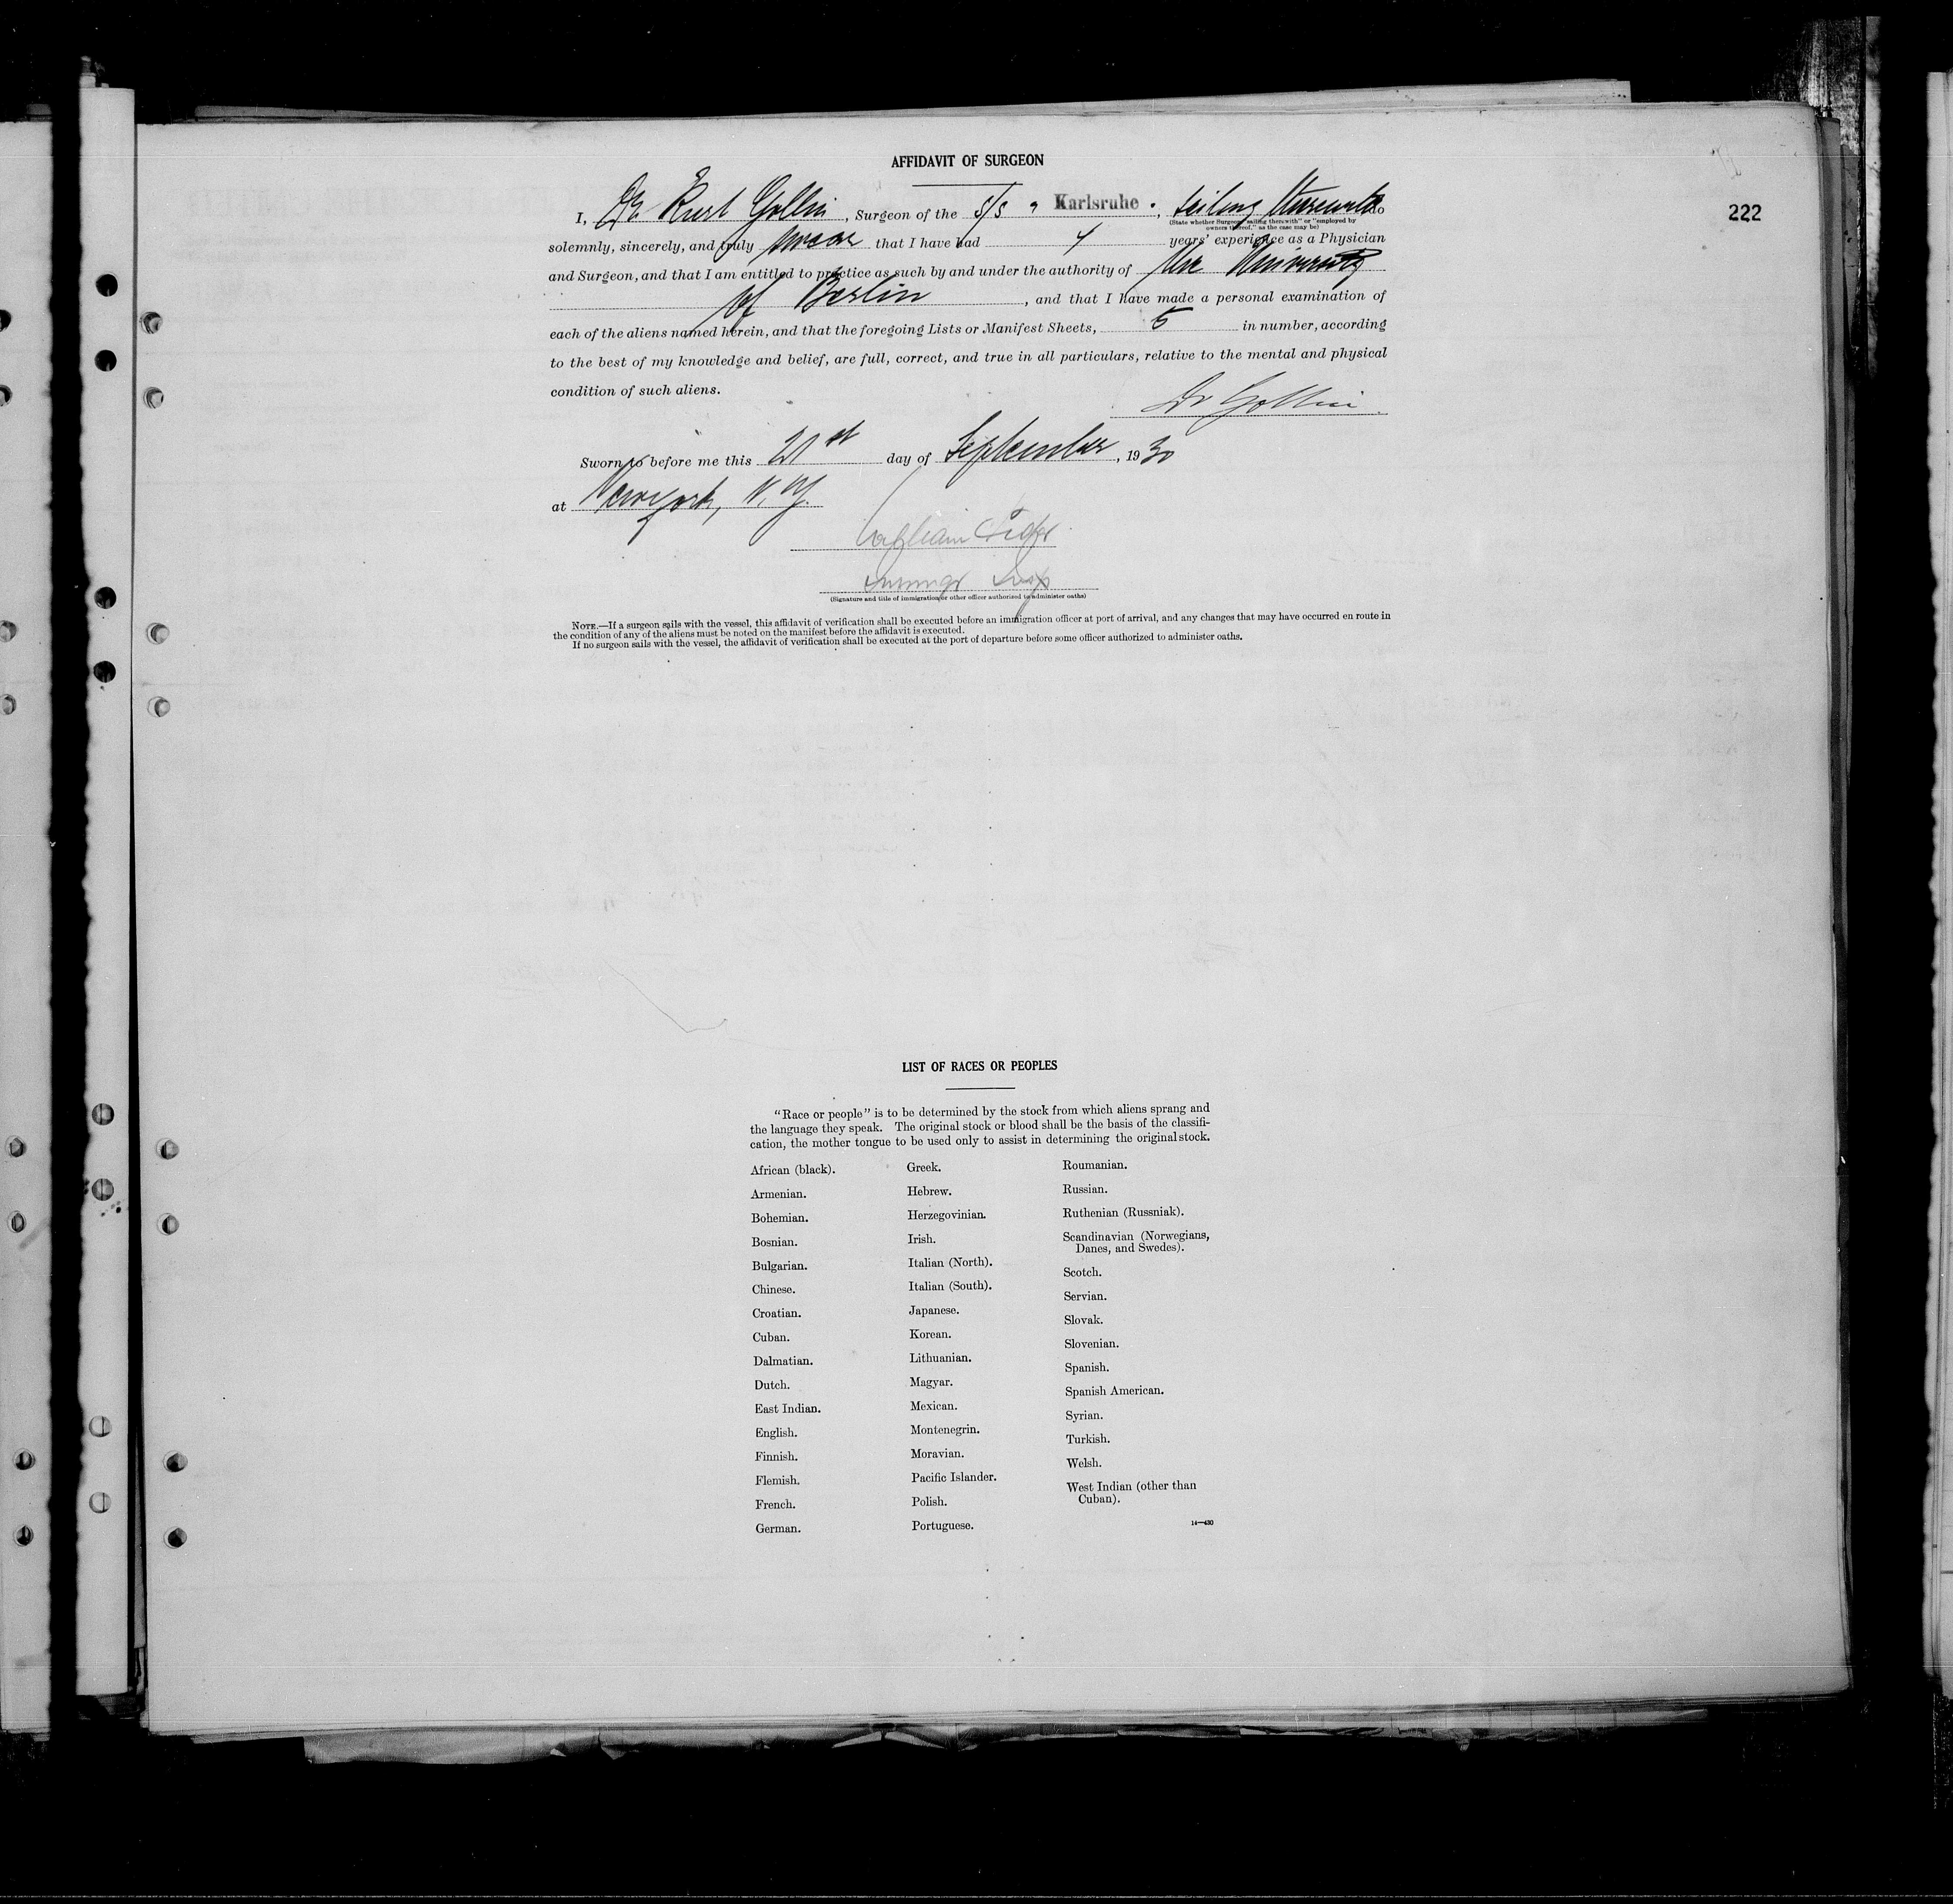 AFFIDAVIT OF SURGEON
222
I, Dr. Kurt Gollin, Surgeon of the S/S " Karlsruhe ", sailing therewith do
(State whether Surgeon "sailing therewith" or "employed by
owners thereof," as the case may be)
solemnly, sincerely, and truly swear that I have had 4 years' experience as a Physician
and Surgeon, and that I am entitled to practice as such by and under the authority of the University
of Berlin, and that I have made a personal examination of
each of the aliens named herein, and that the foregoing Lists or Manifest Sheets, 5 in number, according
to the best of my knowledge and belief, are full, correct, and true in all particulars, relative to the mental and physical
condition of such aliens.
Dr Gollin
Sworn to before me this 21st day of September, 1930
at New York, N.Y.
Immigr Insp
(Signature and title of immigration or other officer authorized to administer oaths)
NOTE.—If a surgeon sails with the vessel, this affidavit of verification shall be executed before an immigration officer at port of arrival, and any changes that may have occurred en route in
the condition of any of the aliens must be noted on the manifest before the affidavit is executed.
If no surgeon sails with the vessel, the affidavit of verification shall be executed at the port of departure before some officer authorized to administer oaths.
LIST OF RACES OR PEOPLES
"Race or people" is to be determined by the stock from which aliens sprang and
the language they speak. The original stock or blood shall be the basis of the classifi-
cation, the mother tongue to be used only to assist in determining the original stock.
African (black).
Armenian.
Bohemian.
Bosnian.
Bulgarian.
Chinese.
Croatian.
Cuban.
Dalmatian.
Dutch.
East Indian.
English.
Finnish.
Flemish.
French.
German.
Greek.
Hebrew.
Herzegovinian.
Irish.
Italian (North).
Italian (South).
Japanese.
Korean.
Lithuanian.
Magyar.
Mexican.
Montenegrin.
Moravian.
Pacific Islander.
Polish.
Portuguese.
Roumanian.
Russian.
Ruthenian (Russniak).
Scandinavian (Norwegians,
Danes, and Swedes).
Scotch.
Servian.
Slovak.
Slovenian.
Spanish.
Spanish American.
Syrian.
Turkish.
Welsh.
West Indian (other than
Cuban).
14—430